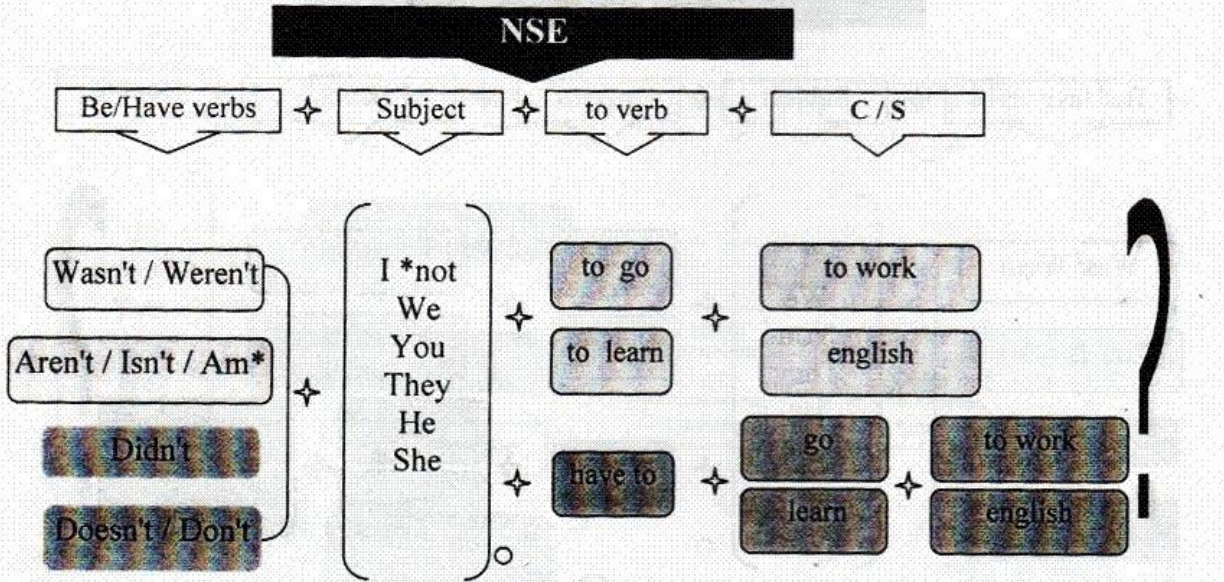 NSE
Be/Have verbs Subject to verb C / S
Wasn't / Weren't
Aren't / Isn't / Am*
Didn't
Doesn't / Don't
I *not
We
You
They
He
She
to go
to learn
have to
to work
english
go
learn
to work
english
?